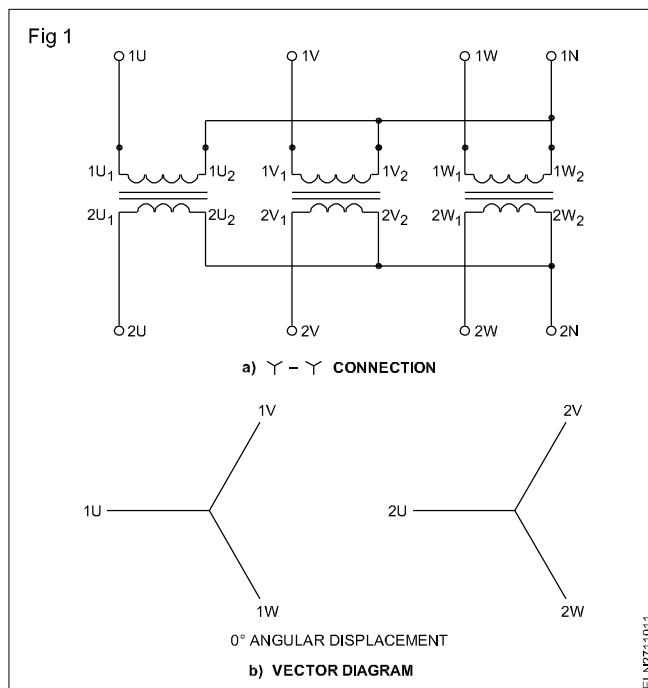 Fig 1
1U 1V 1W 1N
1U1 1U2 1V1 1V2 1W1 1W2
2U1 2U2 2V1 2V2 2W1 2W2
2U 2V 2W 2N
a) Y – Y CONNECTION
1V 2V
1U 2U
1W 2W
0° ANGULAR DISPLACEMENT
b) VECTOR DIAGRAM